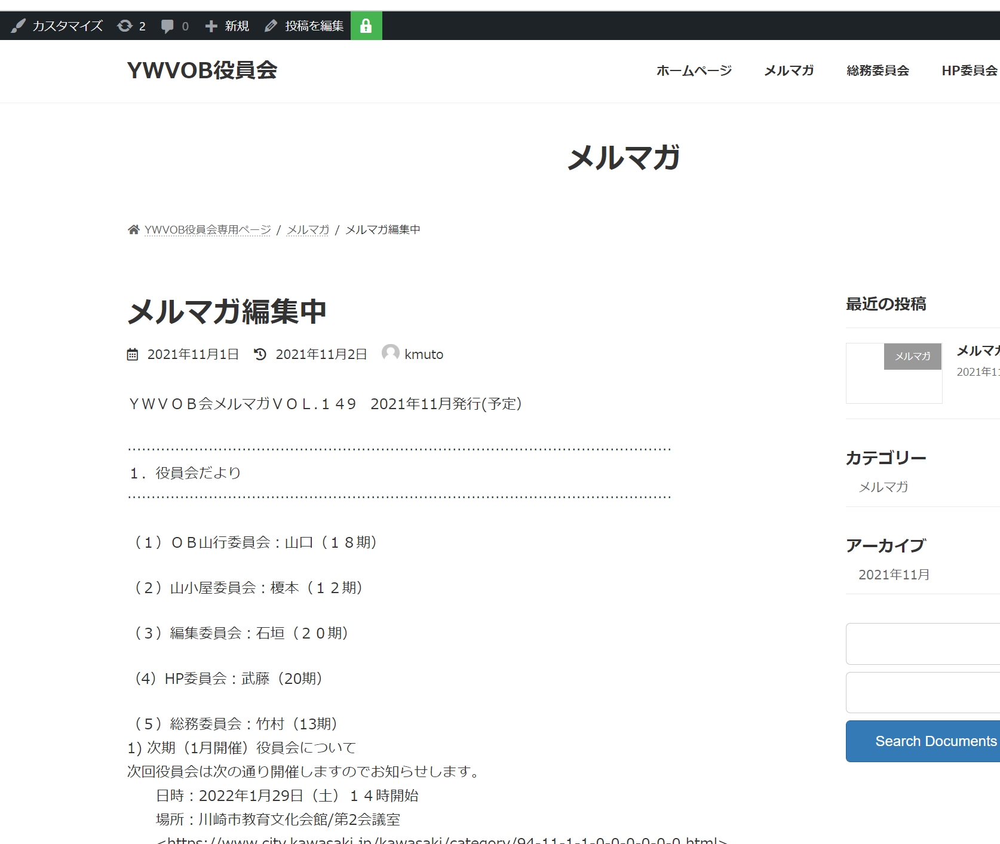 カスタマイズ 2 0 新規 投稿を編集
YWVOB役員会
ホームページ メルマガ 総務委員会 HP委員会
メルマガ
YWVOB役員会専用ページ / メルマガ / メルマガ編集中
メルマガ編集中
2021年11月1日 2021年11月2日 kmuto
ＹＷＶＯＢ会メルマガＶＯＬ.１４９　2021年11月発行(予定）
………………………………………………………………………………………………………
１．役員会だより
………………………………………………………………………………………………………
（１）ＯＢ山行委員会：山口（１８期）
（２）山小屋委員会：榎本（１２期）
（３）編集委員会：石垣（２０期）
（4）HP委員会：武藤（20期）
（５）総務委員会：竹村（13期）
1) 次期（1月開催）役員会について
次回役員会は次の通り開催しますのでお知らせします。
日時：2022年1月29日（土）１４時開始
場所：川崎市教育文化会館/第2会議室
<https://www.city.kawasaki.jp/kawasaki/category/94-11-1-1-0-0-0-0-0-0.html>
最近の投稿
メルマガ
メルマガ
2021年11
カテゴリー
メルマガ
アーカイブ
2021年11月
Search Documents